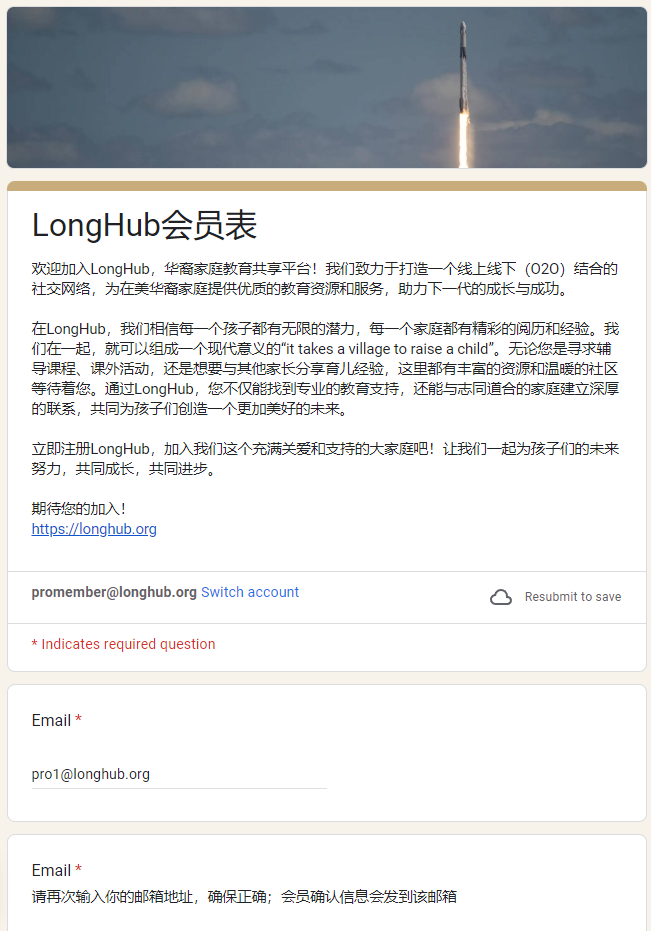 LongHub会员表
欢迎加入LongHub，华裔家庭教育共享平台！我们致力于打造一个线上线下（O2O）结合的
社交网络，为在美华裔家庭提供优质的教育资源和服务，助力下一代的成长与成功。
在LongHub，我们相信每一个孩子都有无限的潜力，每一个家庭都有精彩的阅历和经验。我
们在一起，就可以组成一个现代意义的“it takes a village to raise a child”。无论您是寻求辅
导课程、课外活动，还是想要与其他家长分享育儿经验，这里都有丰富的资源和温暖的社区
等待着您。通过LongHub，您不仅能找到专业的教育支持，还能与志同道合的家庭建立深厚
的联系，共同为孩子们创造一个更加美好的未来。
立即注册LongHub，加入我们这个充满关爱和支持的大家庭吧！让我们一起为孩子们的未来
努力，共同成长，共同进步。
期待您的加入！
https://longhub.org
promember@longhub.org Switch account
Resubmit to save
* Indicates required question
Email *
pro1@longhub.org
Email *
请再次输入你的邮箱地址，确保正确；会员确认信息会发到该邮箱